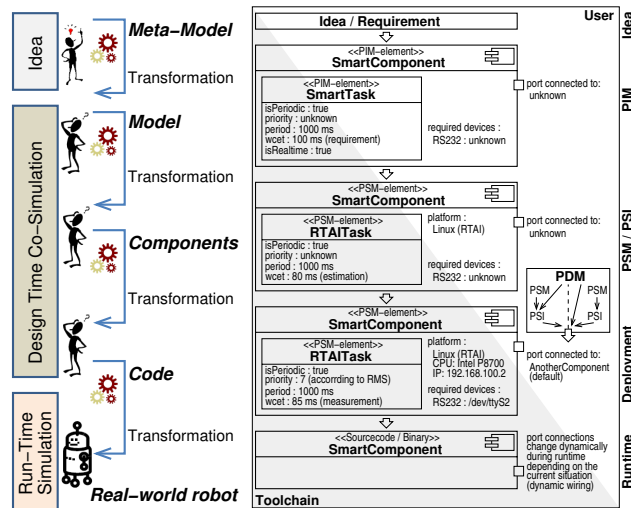 Idea
Design Time Co-Simulation
Run-Time
Simulation
Meta-Model
Transformation
Model
Transformation
Components
Transformation
Code
Transformation
Real-world robot
User
Idea / Requirement
<<PIM-element>>
SmartComponent
<<PIM-element>>
SmartTask
isPeriodic : true
priority : unknown
period : 1000 ms
wcet : 100 ms (requirement)
isRealtime : true
required devices :
RS232 : unknown
port connected to:
unknown
<<PSM-element>>
SmartComponent
<<PSM-element>>
RTAITask
isPeriodic : true
priority : unknown
period : 1000 ms
wcet : 80 ms (estimation)
platform :
Linux (RTAI)
required devices :
RS232 : unknown
port connected to:
unknown
PDM
PSM
PSM
PSI
PSI
<<PSM-element>>
SmartComponent
<<PSM-element>>
RTAITask
isPeriodic : true
priority : 7 (accroding to RMS)
period : 1000 ms
wcet : 85 ms (measurement)
platform :
Linux (RTAI)
CPU: Intel P8700
IP: 192.168.100.2
required devices :
RS232 : /dev/ttyS2
port connected to:
AnotherComponent
(default)
<<Sourcecode / Binary>>
SmartComponent
port connections
change dynamically
during runtime
depending on the
current situation
(dynamic wiring)
Toolchain
Idea
PIM
PSM / PSI
Deployment
Runtime